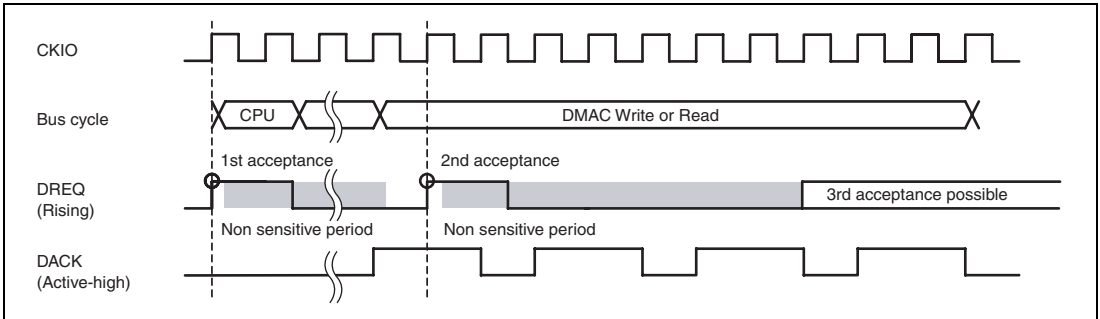 CKIO
Bus cycle
CPU
DMAC Write or Read
1st acceptance
2nd acceptance
DREQ
(Rising)
3rd acceptance possible
Non sensitive period
Non sensitive period
DACK
(Active-high)